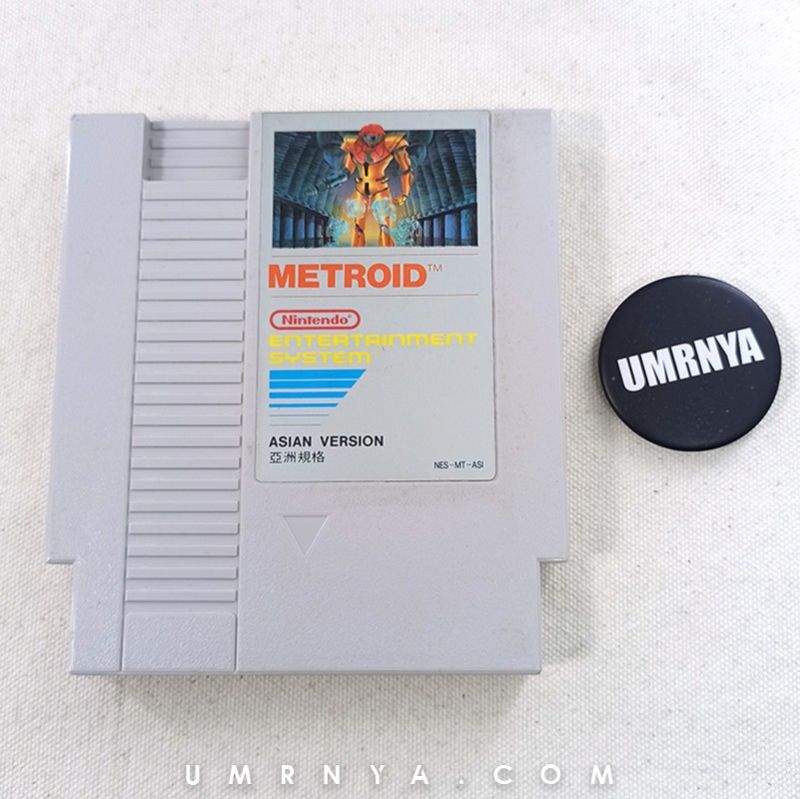 METROID™
Nintendo®
ENTERTAINMENT
SYSTEM
ASIAN VERSION
亞洲規格
NES-MT-ASI
UMRNYA
UMRNYA.COM